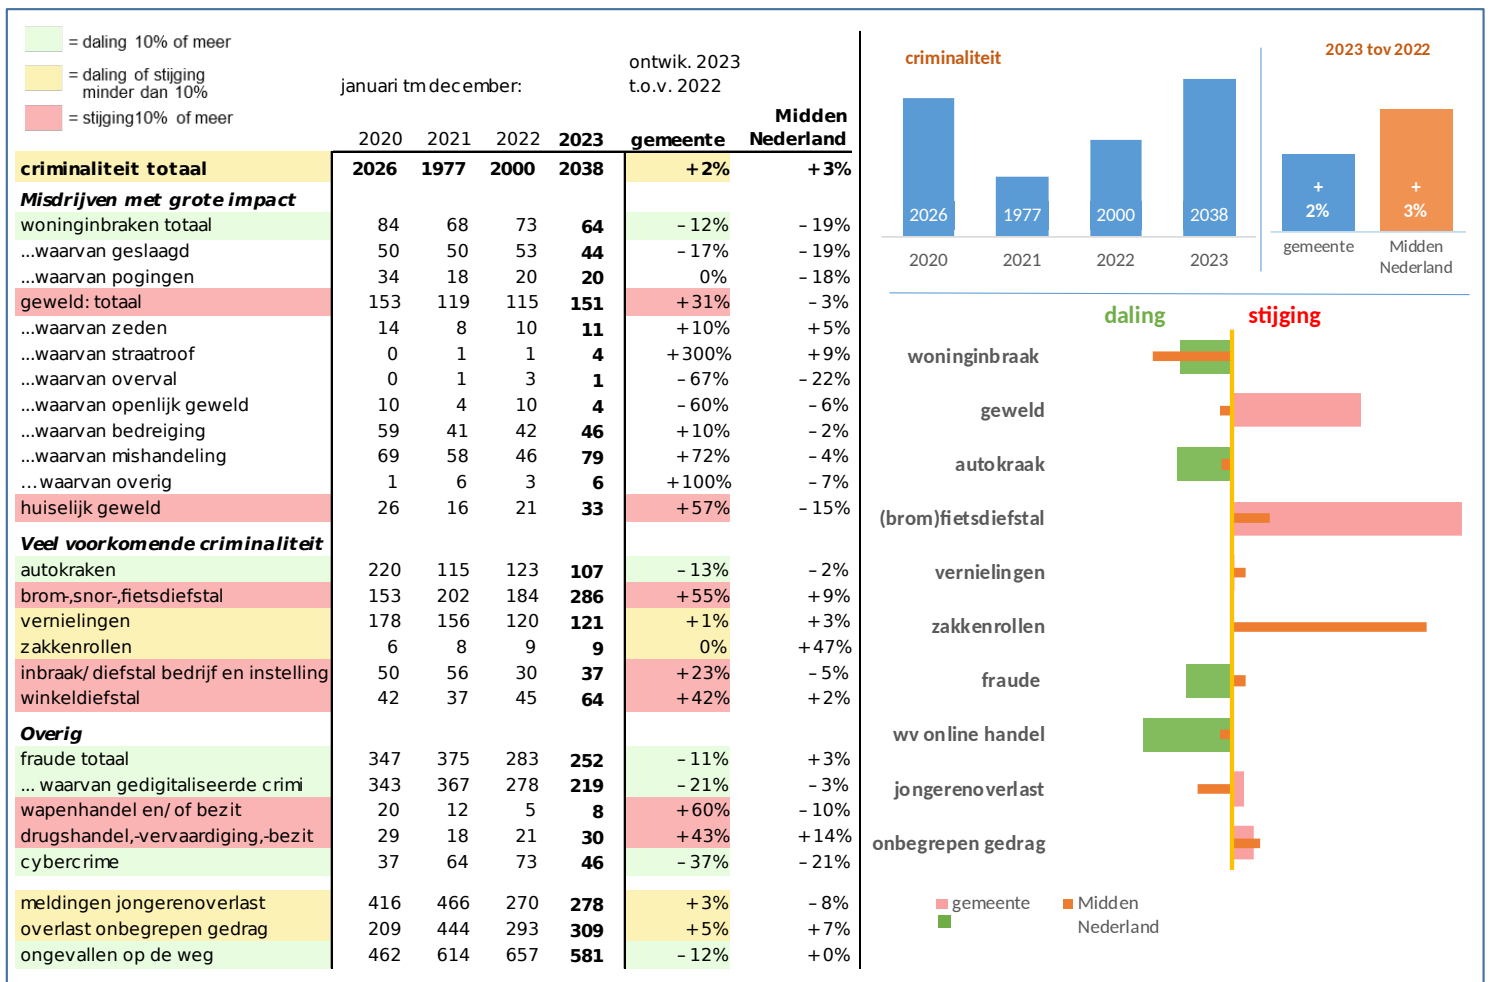 = daling 10% of meer
= daling of stijging
minder dan 10%
= stijging10% of meer
januari tm december:
ontwik. 2023
t.o.v. 2022
Midden
2020 2021 2022 2023 gemeente Nederland
criminaliteit totaal 2026 1977 2000 2038 +2% +3%
Misdrijven met grote impact
woninginbraken totaal 84 68 73 64 –12% –19%
...waarvan geslaagd 50 50 53 44 –17% –19%
...waarvan pogingen 34 18 20 20 0% –18%
geweld: totaal 153 119 115 151 +31% –3%
...waarvan zeden 14 8 10 11 +10% +5%
...waarvan straatroof 0 1 1 4 +300% +9%
...waarvan overval 0 1 3 1 –67% –22%
...waarvan openlijk geweld 10 4 10 4 –60% –6%
...waarvan bedreiging 59 41 42 46 +10% –2%
...waarvan mishandeling 69 58 46 79 +72% –4%
...waarvan overig 1 6 3 6 +100% –7%
huiselijk geweld 26 16 21 33 +57% –15%
Veel voorkomende criminaliteit
autokraken 220 115 123 107 –13% –2%
brom-,snor-,fietsdiefstal 153 202 184 286 +55% +9%
vernielingen 178 156 120 121 +1% +3%
zakkenrollen 6 8 9 9 0% +47%
inbraak/diefstal bedrijf en instelling 50 56 30 37 +23% –5%
winkeldiefstal 42 37 45 64 +42% +2%
Overig
fraude totaal 347 375 283 252 –11% +3%
... waarvan gedigitaliseerde crimi 343 367 278 219 –21% –3%
wapenhandel en/of bezit 20 12 5 8 +60% –10%
drugshandel,-vervaardiging,-bezit 29 18 21 30 +43% +14%
cybercrime 37 64 73 46 –37% –21%
meldingen jongerenoverlast 416 466 270 278 +3% –8%
overlast onbegrepen gedrag 209 444 293 309 +5% +7%
ongevallen op de weg 462 614 657 581 –12% +0%
criminaliteit
2026 1977 2000 2038
2020 2021 2022 2023
2023 tov 2022
+
2%
+
3%
gemeente
Midden
Nederland
daling stijging
woninginbraak
geweld
autokraak
(brom)fietsdiefstal
vernielingen
zakkenrollen
fraude
wv online handel
jongerenoverlast
onbegrepen gedrag
gemeente
Midden
Nederland